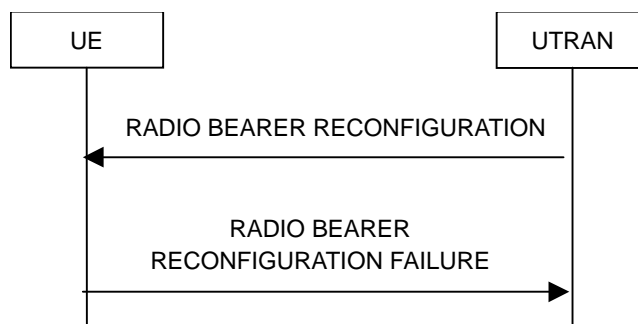 UE
UTRAN
RADIO BEARER RECONFIGURATION
RADIO BEARER
RECONFIGURATION FAILURE